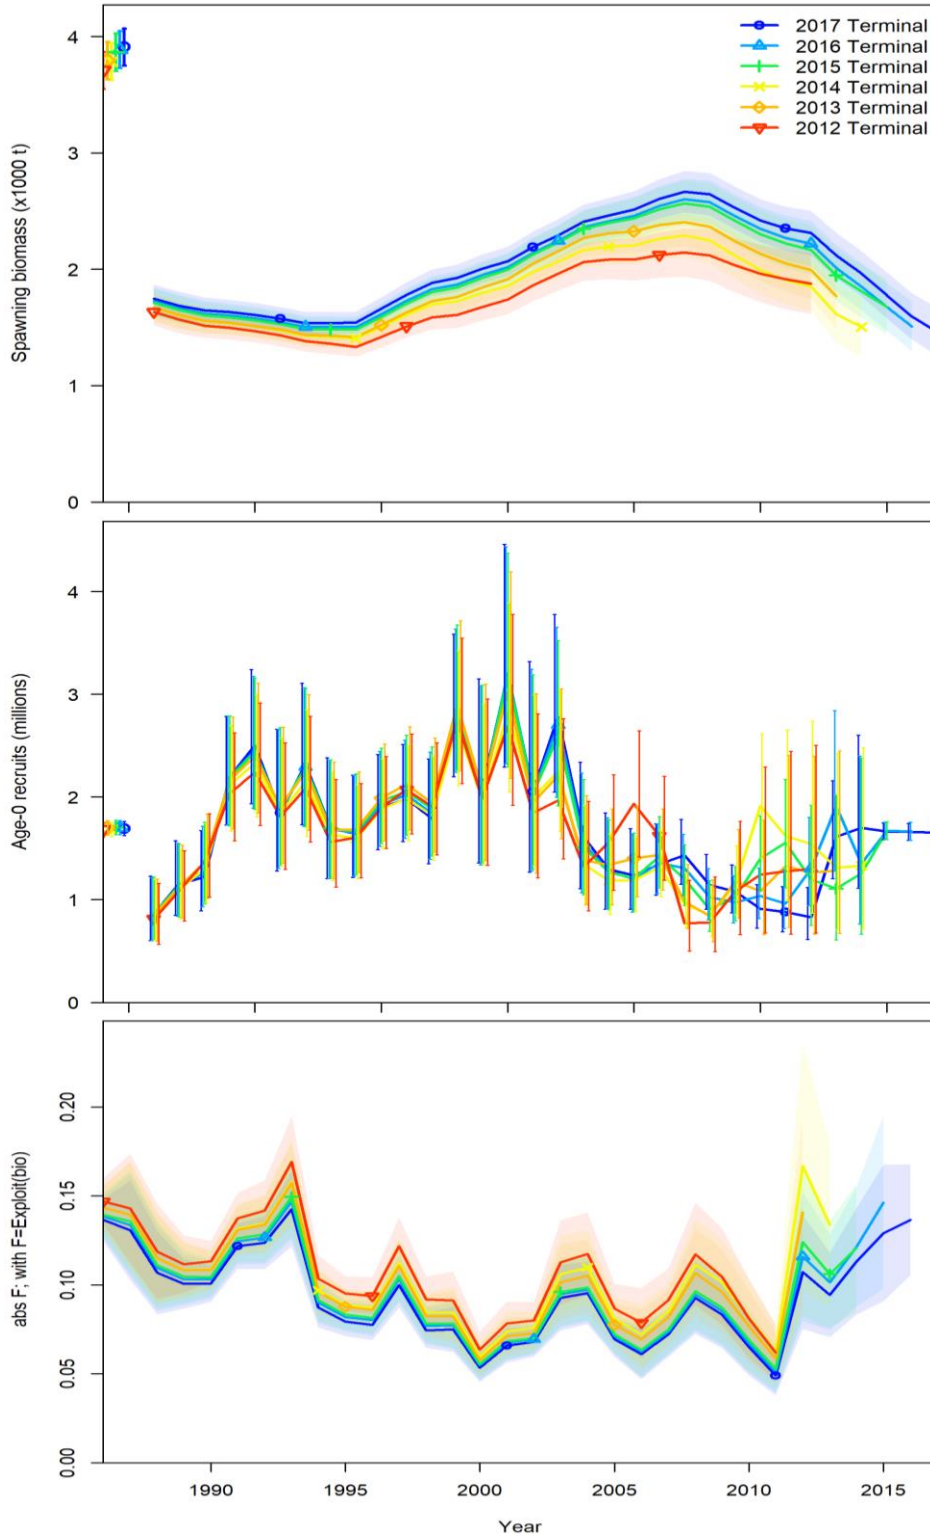 Spawning biomass (x1000 t)
4
3
2
1
0
2017 Terminal
2016 Terminal
2015 Terminal
2014 Terminal
2013 Terminal
2012 Terminal
Age-0 recruits (millions)
4
3
2
1
0
abs F; with F=Exploit(bio)
0.20
0.15
0.10
0.05
0.00
1990 1995 2000 2005 2010 2015
Year